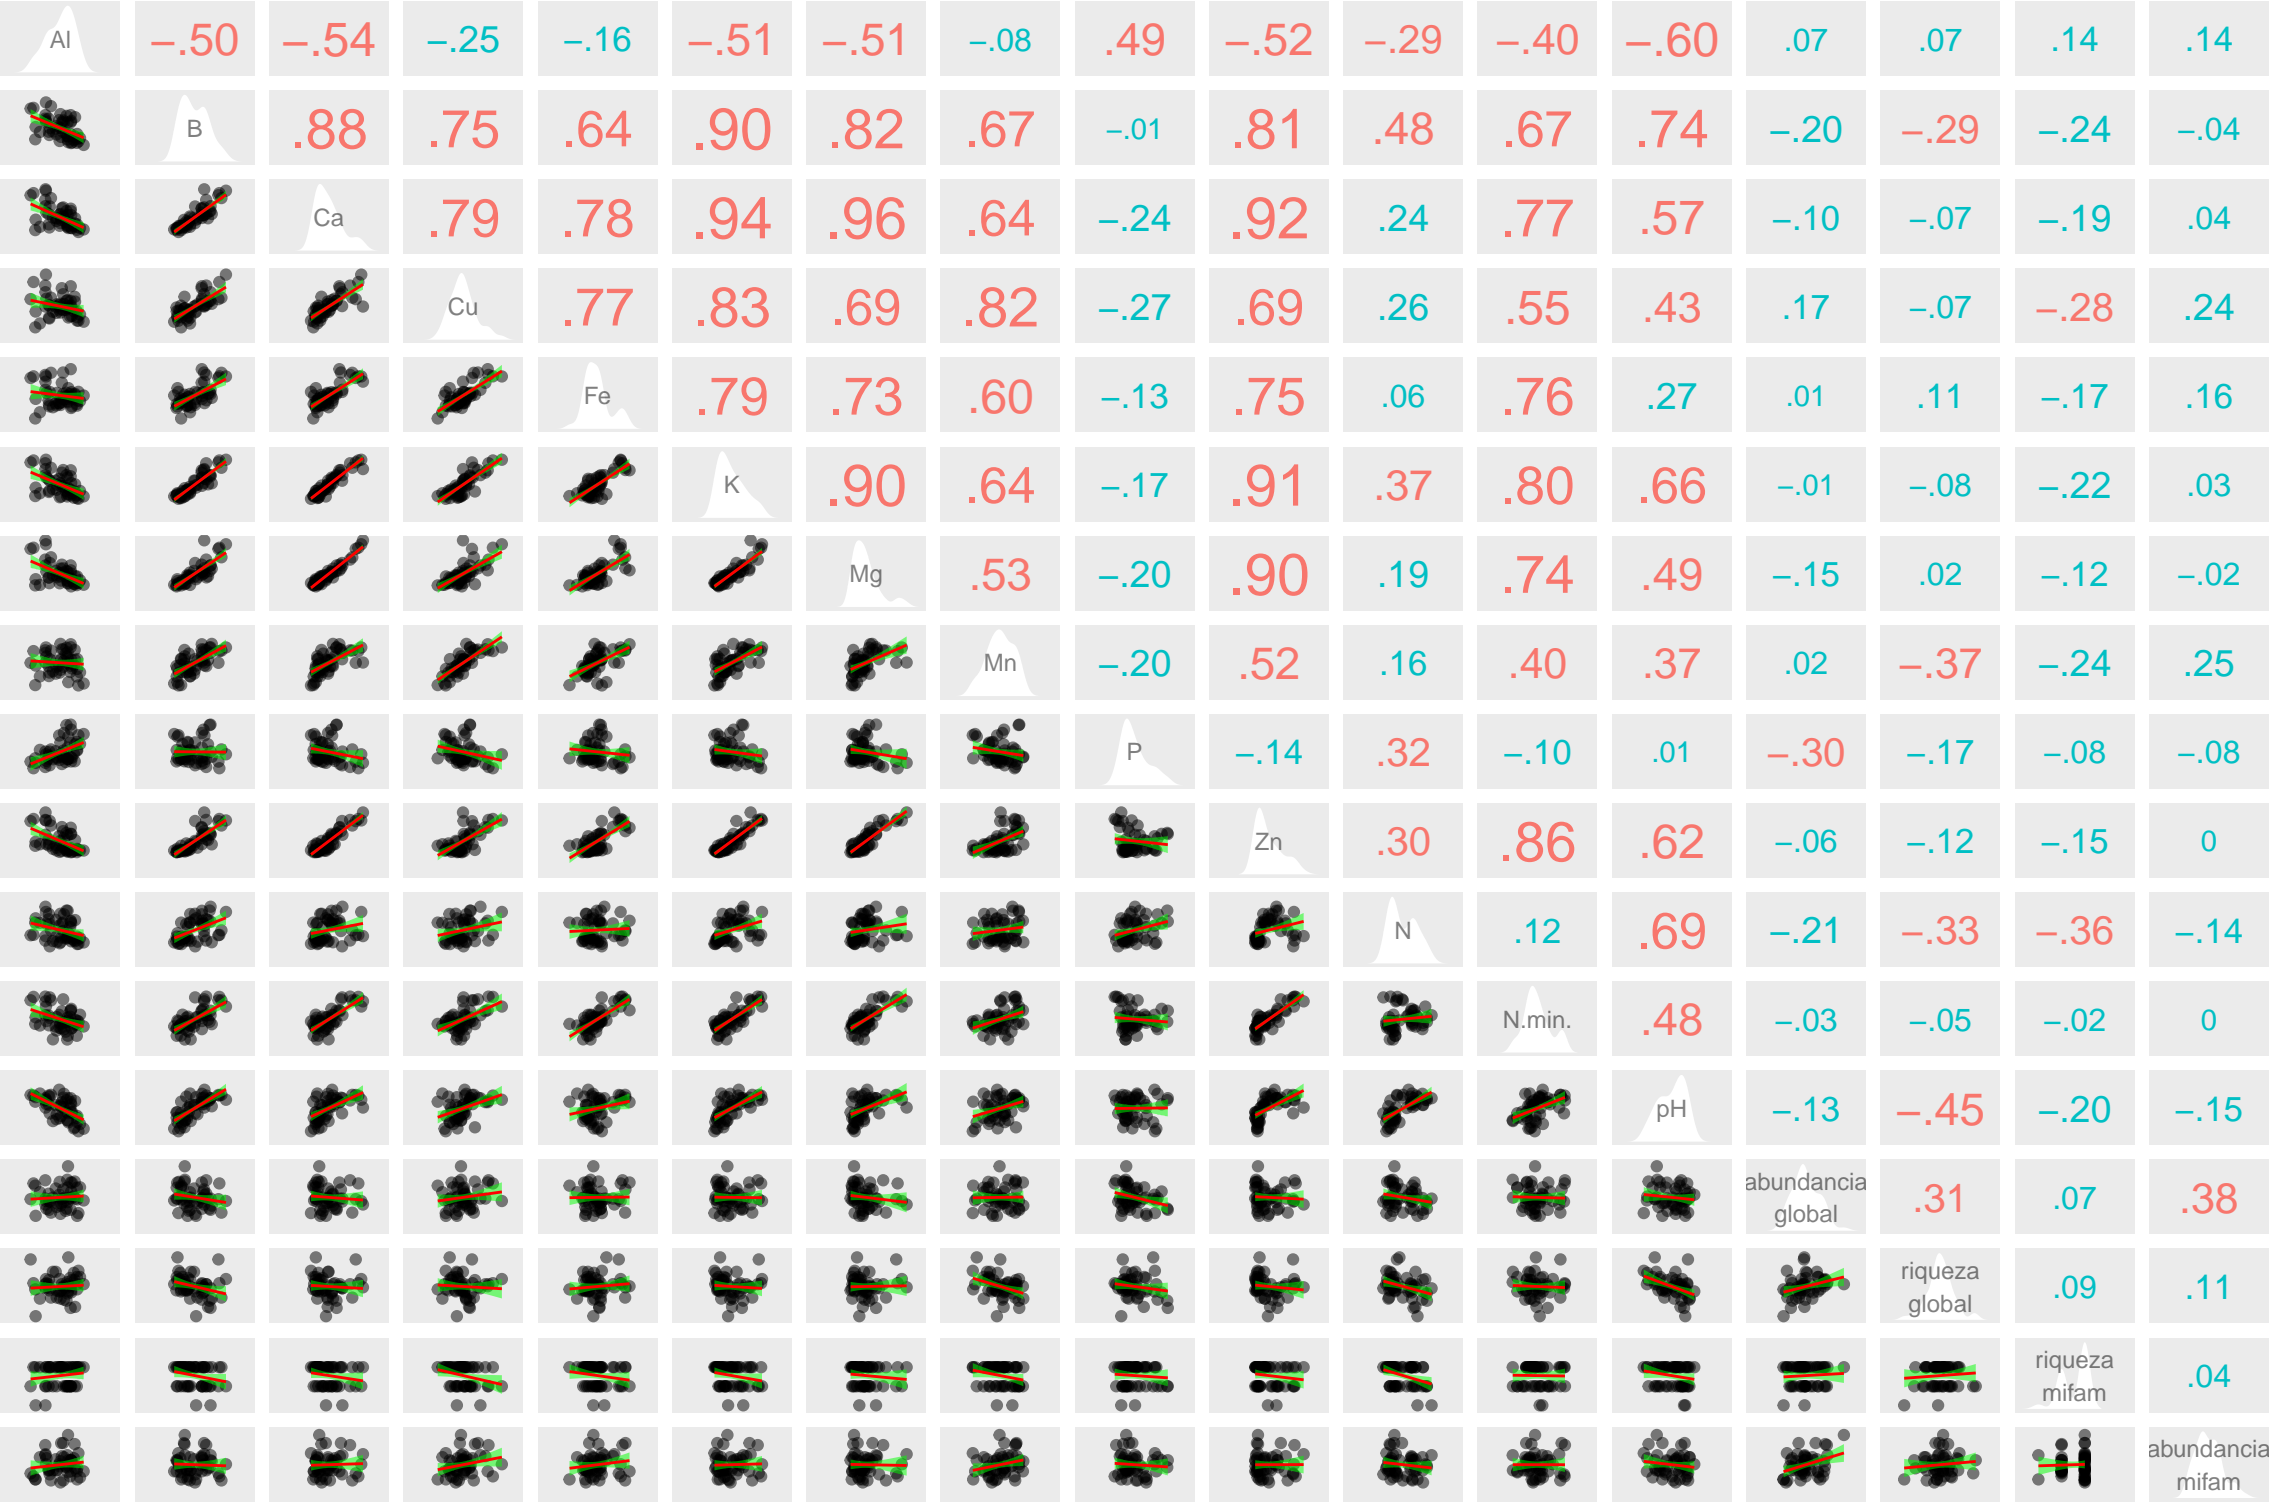 Al –.50 –.54 –.25 –.16 –.51 –.51 –.08 .49 –.52 –.29 –.40 –.60 .07 .07 .14 .14
B .88 .75 .64 .90 .82 .67 –.01 .81 .48 .67 .74 –.20 –.29 –.24 –.04
Ca .79 .78 .94 .96 .64 –.24 .92 .24 .77 .57 –.10 –.07 –.19 .04
Cu .77 .83 .69 .82 –.27 .69 .26 .55 .43 .17 –.07 –.28 .24
Fe .79 .73 .60 –.13 .75 .06 .76 .27 .01 .11 –.17 .16
K .90 .64 –.17 .91 .37 .80 .66 –.01 –.08 –.22 .03
Mg .53 –.20 .90 .19 .74 .49 –.15 .02 –.12 –.02
Mn –.20 .52 .16 .40 .37 .02 –.37 –.24 .25
P –.14 .32 –.10 .01 –.30 –.17 –.08 –.08
Zn .30 .86 .62 –.06 –.12 –.15 0
N .12 .69 –.21 –.33 –.36 –.14
N.min. .48 –.03 –.05 –.02 0
pH –.13 –.45 –.20 –.15
abundancia
global .31 .07 .38
riqueza
global .09 .11
riqueza
mifam .04
abundancia
mifam